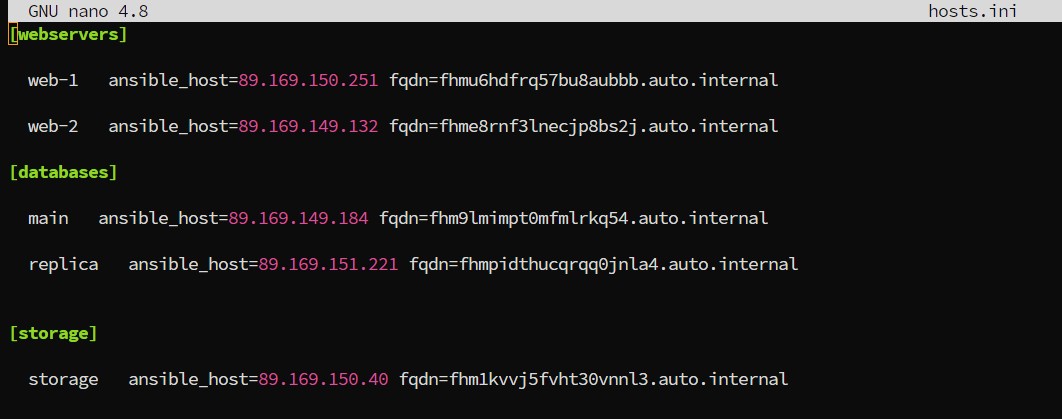 GNU nano 4.8 hosts.ini
[webservers]
web-1 ansible_host=89.169.150.251 fqdn=fhmu6hdfrq57bu8aubbb.auto.internal
web-2 ansible_host=89.169.149.132 fqdn=fhme8rnf3lnecjp8bs2j.auto.internal
[databases]
main ansible_host=89.169.149.184 fqdn=fhm9lmimpt0mfmlrkq54.auto.internal
replica ansible_host=89.169.151.221 fqdn=fhmpidthucqrqq0jnla4.auto.internal
[storage]
storage ansible_host=89.169.150.40 fqdn=fhm1kvvj5fvht30vnnl3.auto.internal